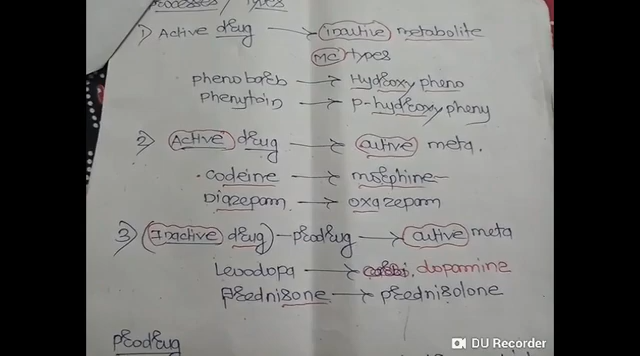 Processes / Types
1) Active drug → inactive metabolite
MC types
phenobarb → Hydroxy pheno
phenytoin → p-hydroxy pheny
2) Active drug → active meta.
codeine → morphine
Diazepam → oxazepam
3) (Inactive drug) - prodrug → active meta
Levodopa → dopamine
prednisone → prednisolone
prodrug
DU Recorder